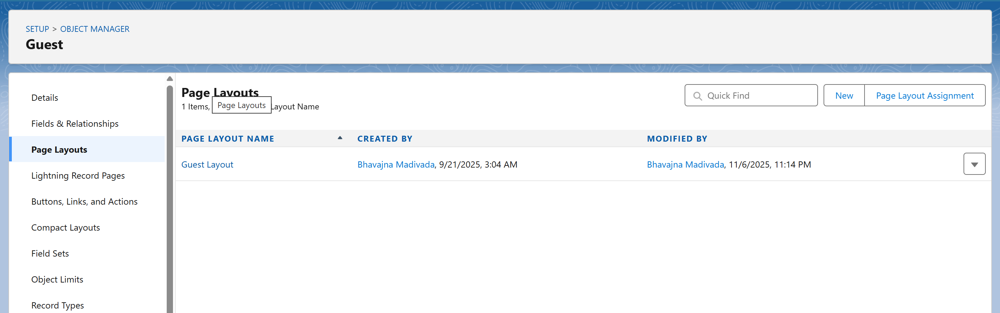 SETUP > OBJECT MANAGER
Guest
Details
Fields & Relationships
Page Layouts
Lightning Record Pages
Buttons, Links, and Actions
Compact Layouts
Field Sets
Object Limits
Record Types
Page Layouts
1 Items, Layout Name
Page Layouts
Quick Find
New
Page Layout Assignment
PAGE LAYOUT NAME CREATED BY MODIFIED BY
Guest Layout Bhavajna Madivada, 9/21/2025, 3:04 AM Bhavajna Madivada, 11/6/2025, 11:14 PM